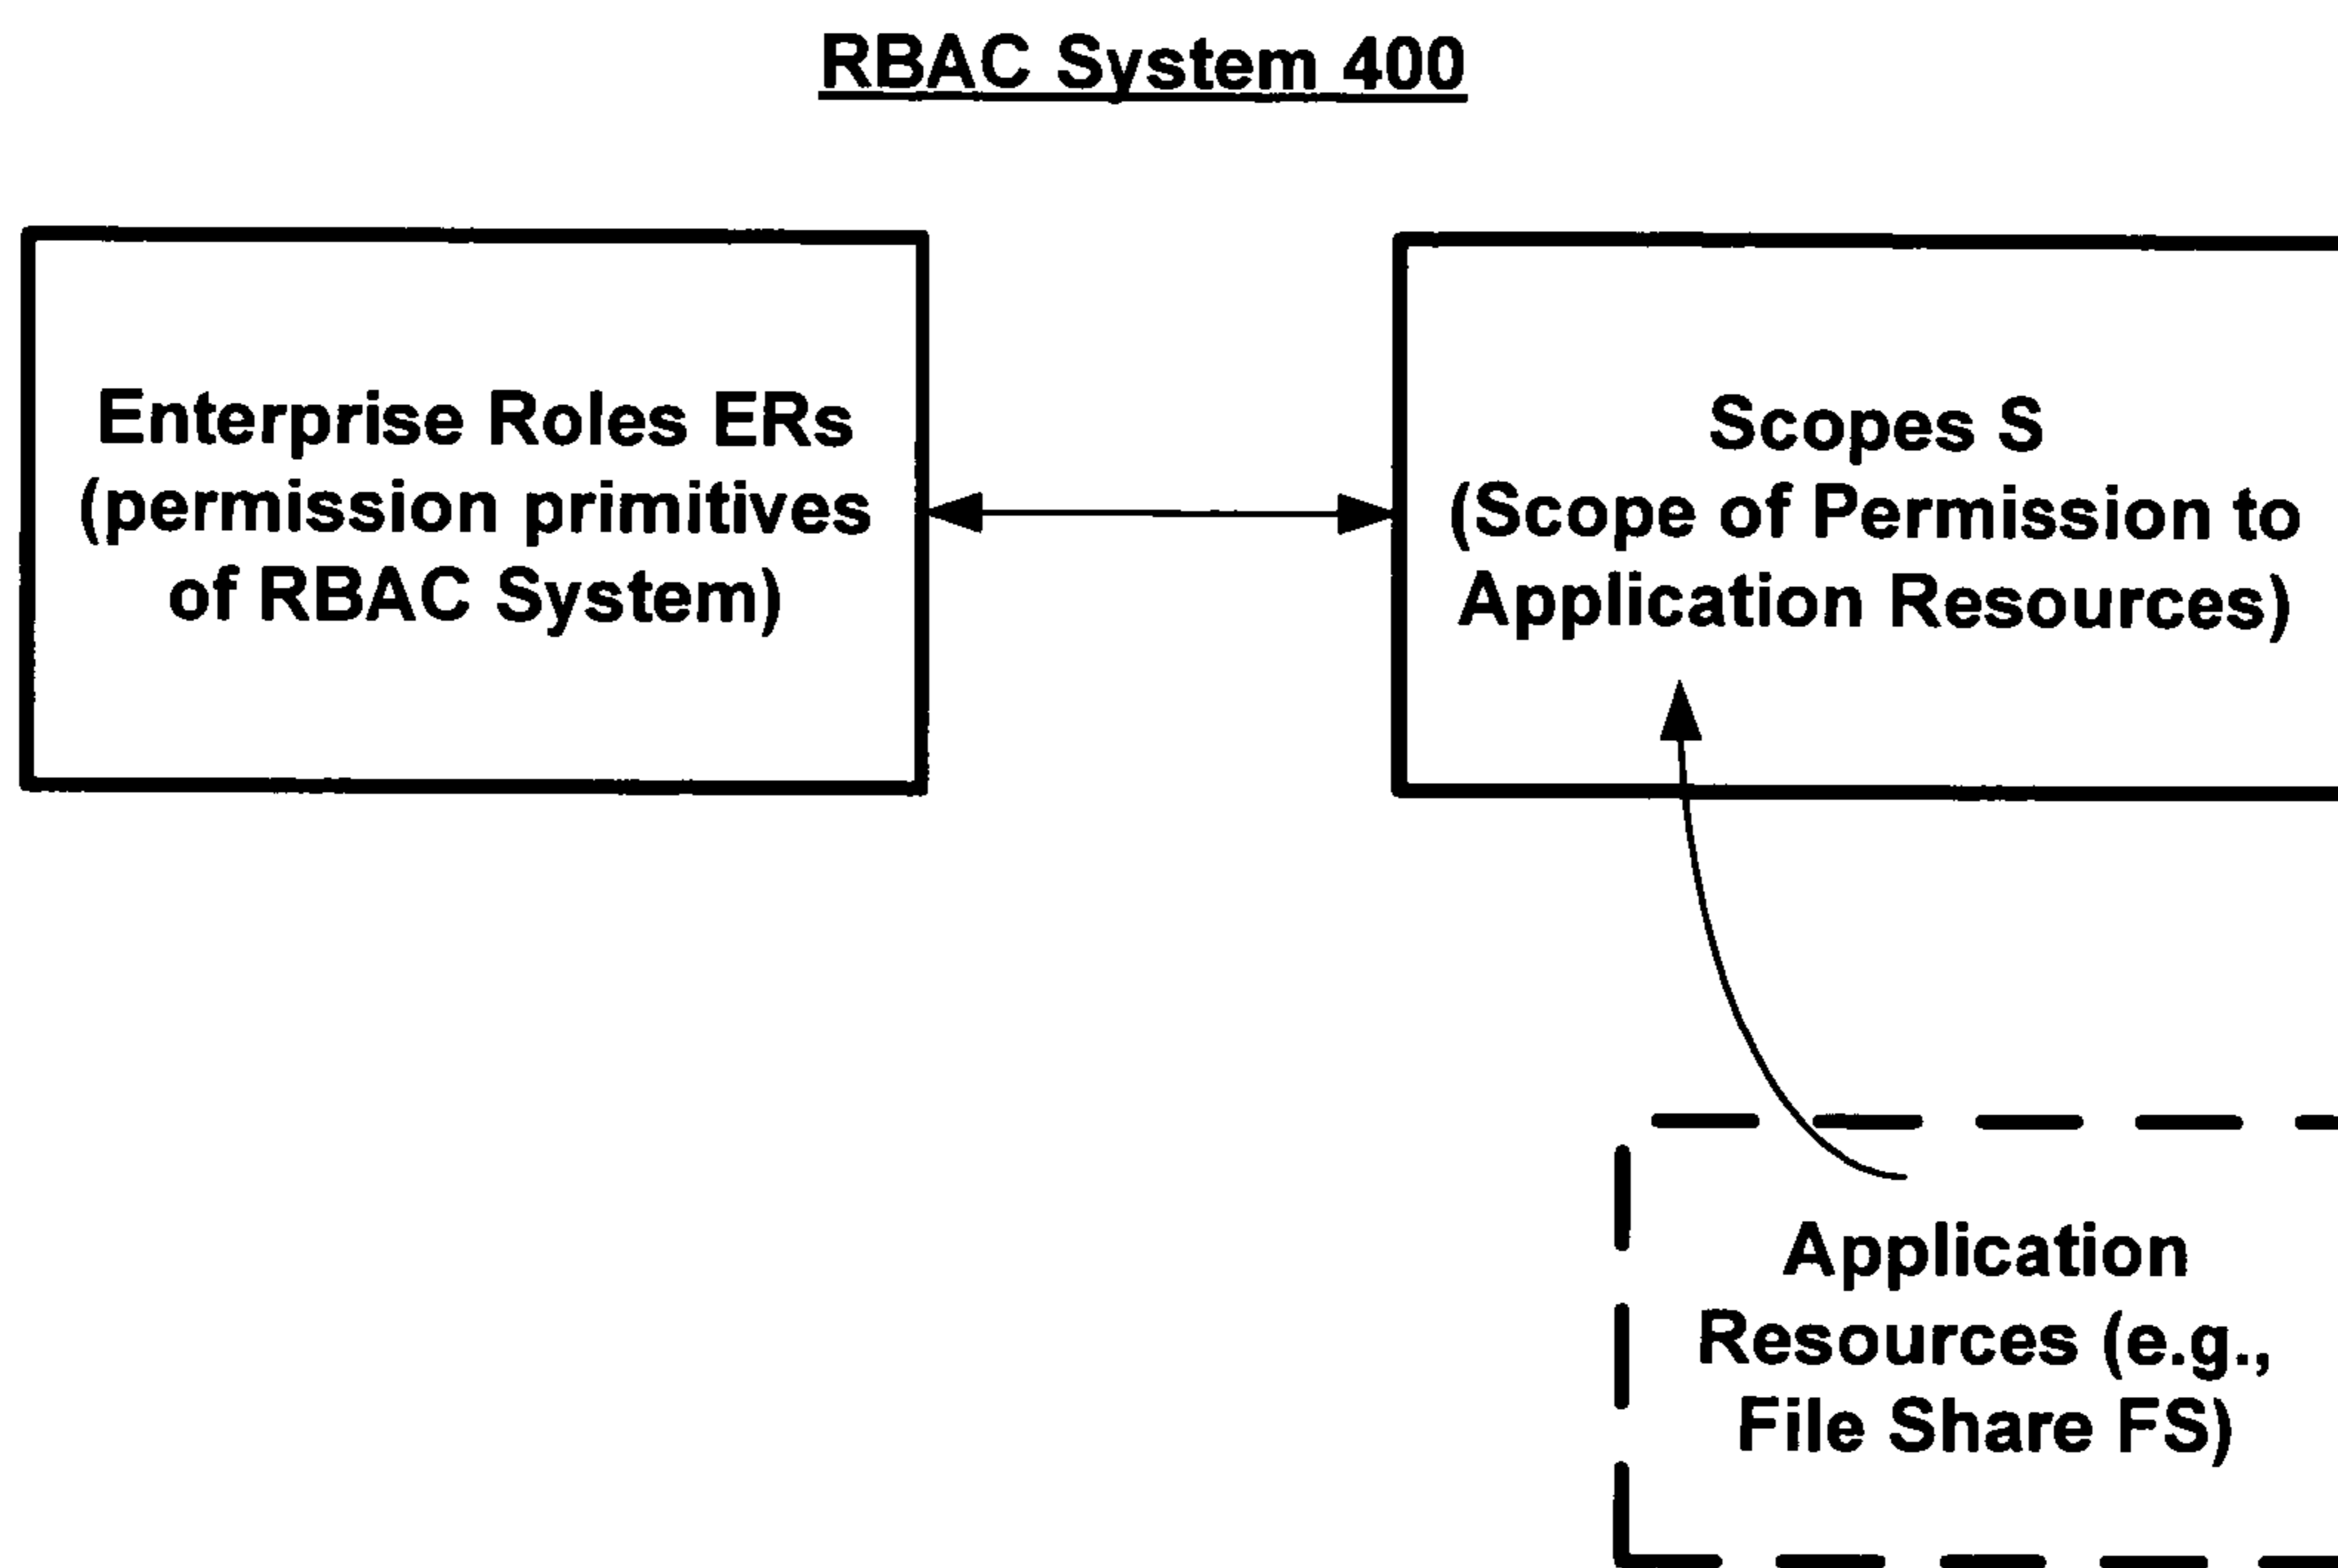 RBAC System 400
Enterprise Roles ERs
(permission primitives
of RBAC System)
Scopes S
(Scope of Permission to
Application Resources)
Application
Resources (e.g.,
File Share FS)